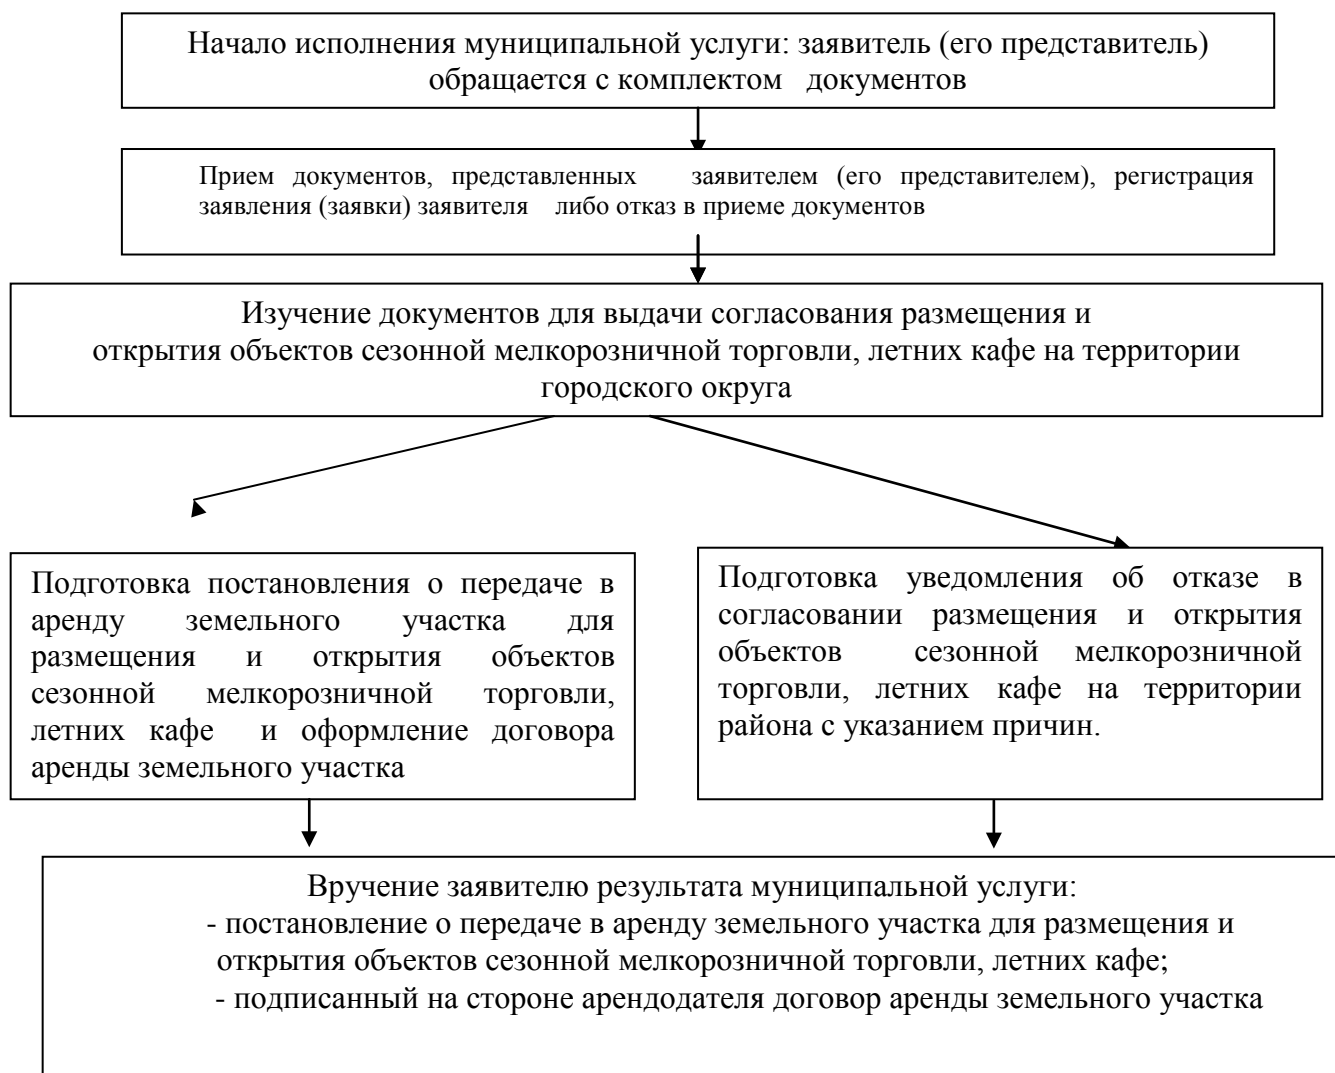 Начало исполнения муниципальной услуги: заявитель (его представитель)
обращается с комплектом документов
Прием документов, представленных заявителем (его представителем), регистрация
заявления (заявки) заявителя либо отказ в приеме документов
Изучение документов для выдачи согласования размещения и
открытия объектов сезонной мелкорозничной торговли, летних кафе на территории
городского округа
Подготовка постановления о передаче в
аренду земельного участка для
размещения и открытия объектов
сезонной мелкорозничной торговли,
летних кафе и оформление договора
аренды земельного участка
Подготовка уведомления об отказе в
согласовании размещения и открытия
объектов сезонной мелкорозничной
торговли, летних кафе на территории
района с указанием причин.
Вручение заявителю результата муниципальной услуги:
- постановление о передаче в аренду земельного участка для размещения и
открытия объектов сезонной мелкорозничной торговли, летних кафе;
- подписанный на стороне арендодателя договор аренды земельного участка